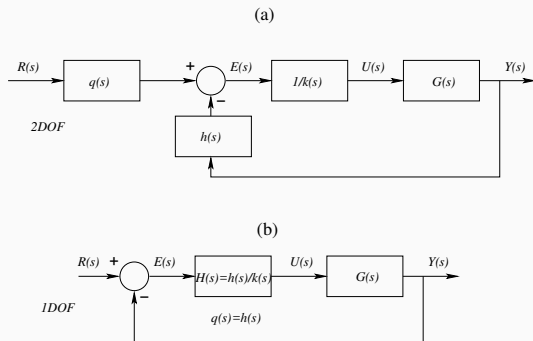 (a)
R(s)
q(s)
+
E(s)
1/k(s)
U(s)
G(s)
Y(s)
−
2DOF
h(s)
(b)
R(s)
+
E(s)
H(s)=h(s)/k(s)
U(s)
G(s)
Y(s)
−
1DOF
q(s)=h(s)